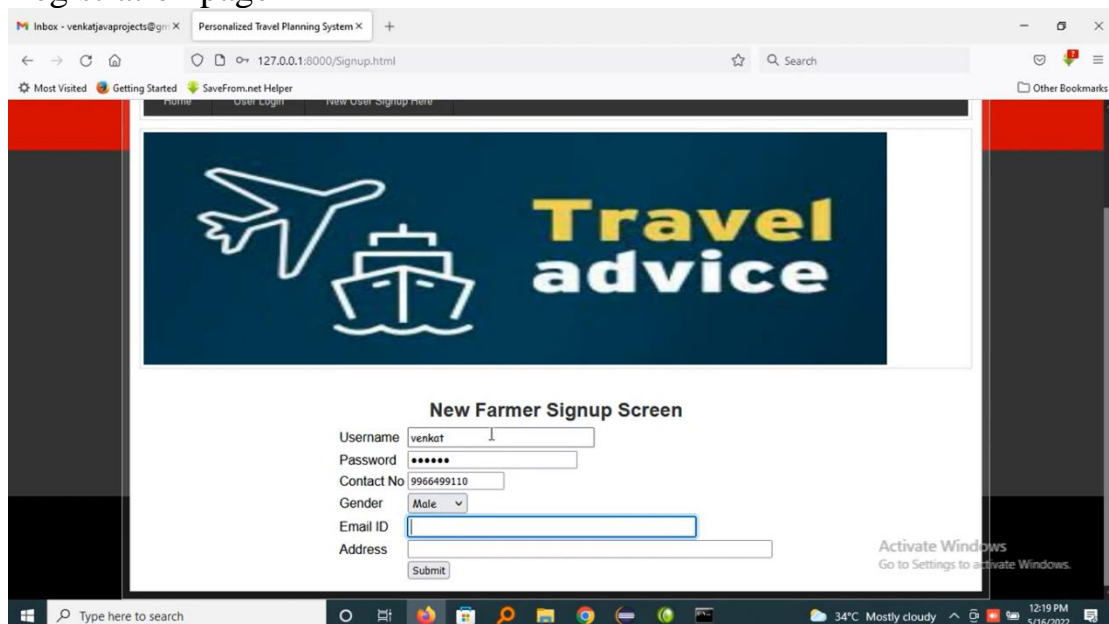 Registration page
Inbox - venkatjavaprojects@gm
Personalized Travel Planning System
127.0.0.1:8000/Signup.html
Search
Most Visited
Getting Started
SaveFrom.net Helper
Other Bookmarks
Home
User Login
New User Signup Here
Travel
advice
New Farmer Signup Screen
Username venkat
Password ••••••
Contact No 9966499110
Gender Male
Email ID
Address
Submit
Activate Windows
Go to Settings to activate Windows.
Type here to search
34°C Mostly cloudy
12:19 PM
5/16/2022